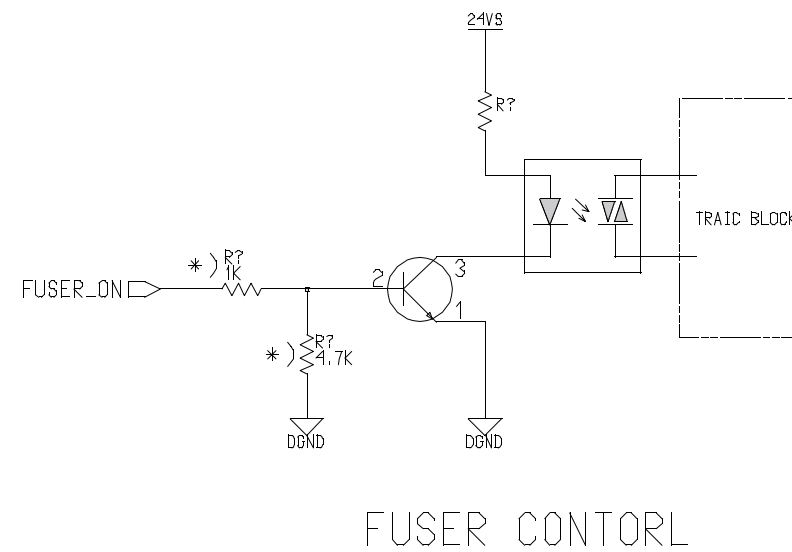 24VS
R?
TRAIC BLOCK
*) R?
1K
FUSER_ON
2
3
1
*) R?
4.7K
DGND
DGND
FUSER CONTORL